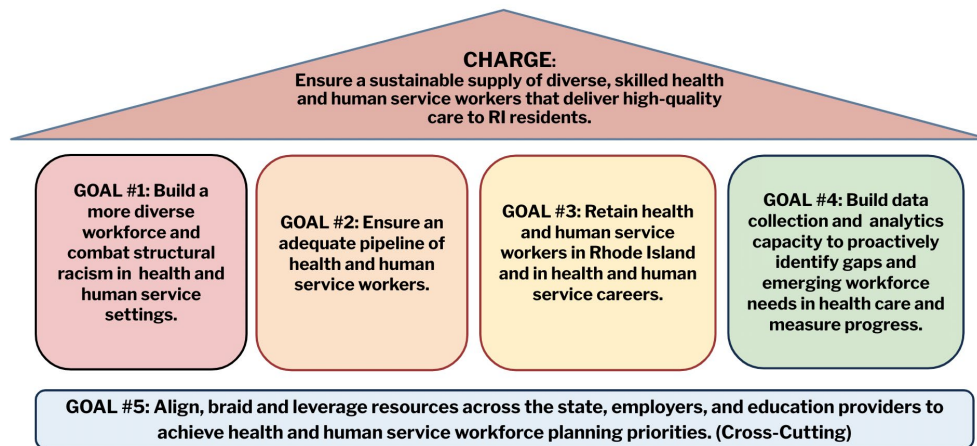 CHARGE:
Ensure a sustainable supply of diverse, skilled health
and human service workers that deliver high-quality
care to RI residents.
GOAL #1: Build a
more diverse
workforce and
combat structural
racism in health and
human service
settings.
GOAL #2: Ensure an
adequate pipeline of
health and human
service workers.
GOAL #3: Retain health
and human service
workers in Rhode Island
and in health and human
service careers.
GOAL #4: Build data
collection and analytics
capacity to proactively
identify gaps and
emerging workforce
needs in health care and
measure progress.
GOAL #5: Align, braid and leverage resources across the state, employers, and education providers to
achieve health and human service workforce planning priorities. (Cross-Cutting)